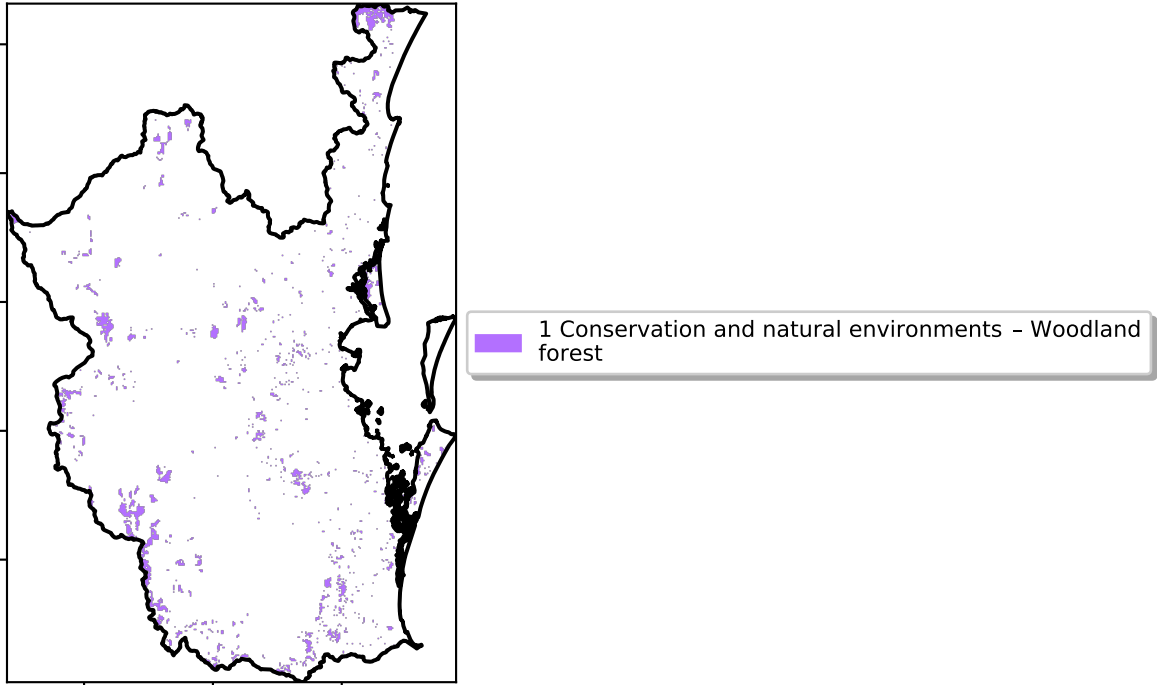 1 Conservation and natural environments – Woodland
forest